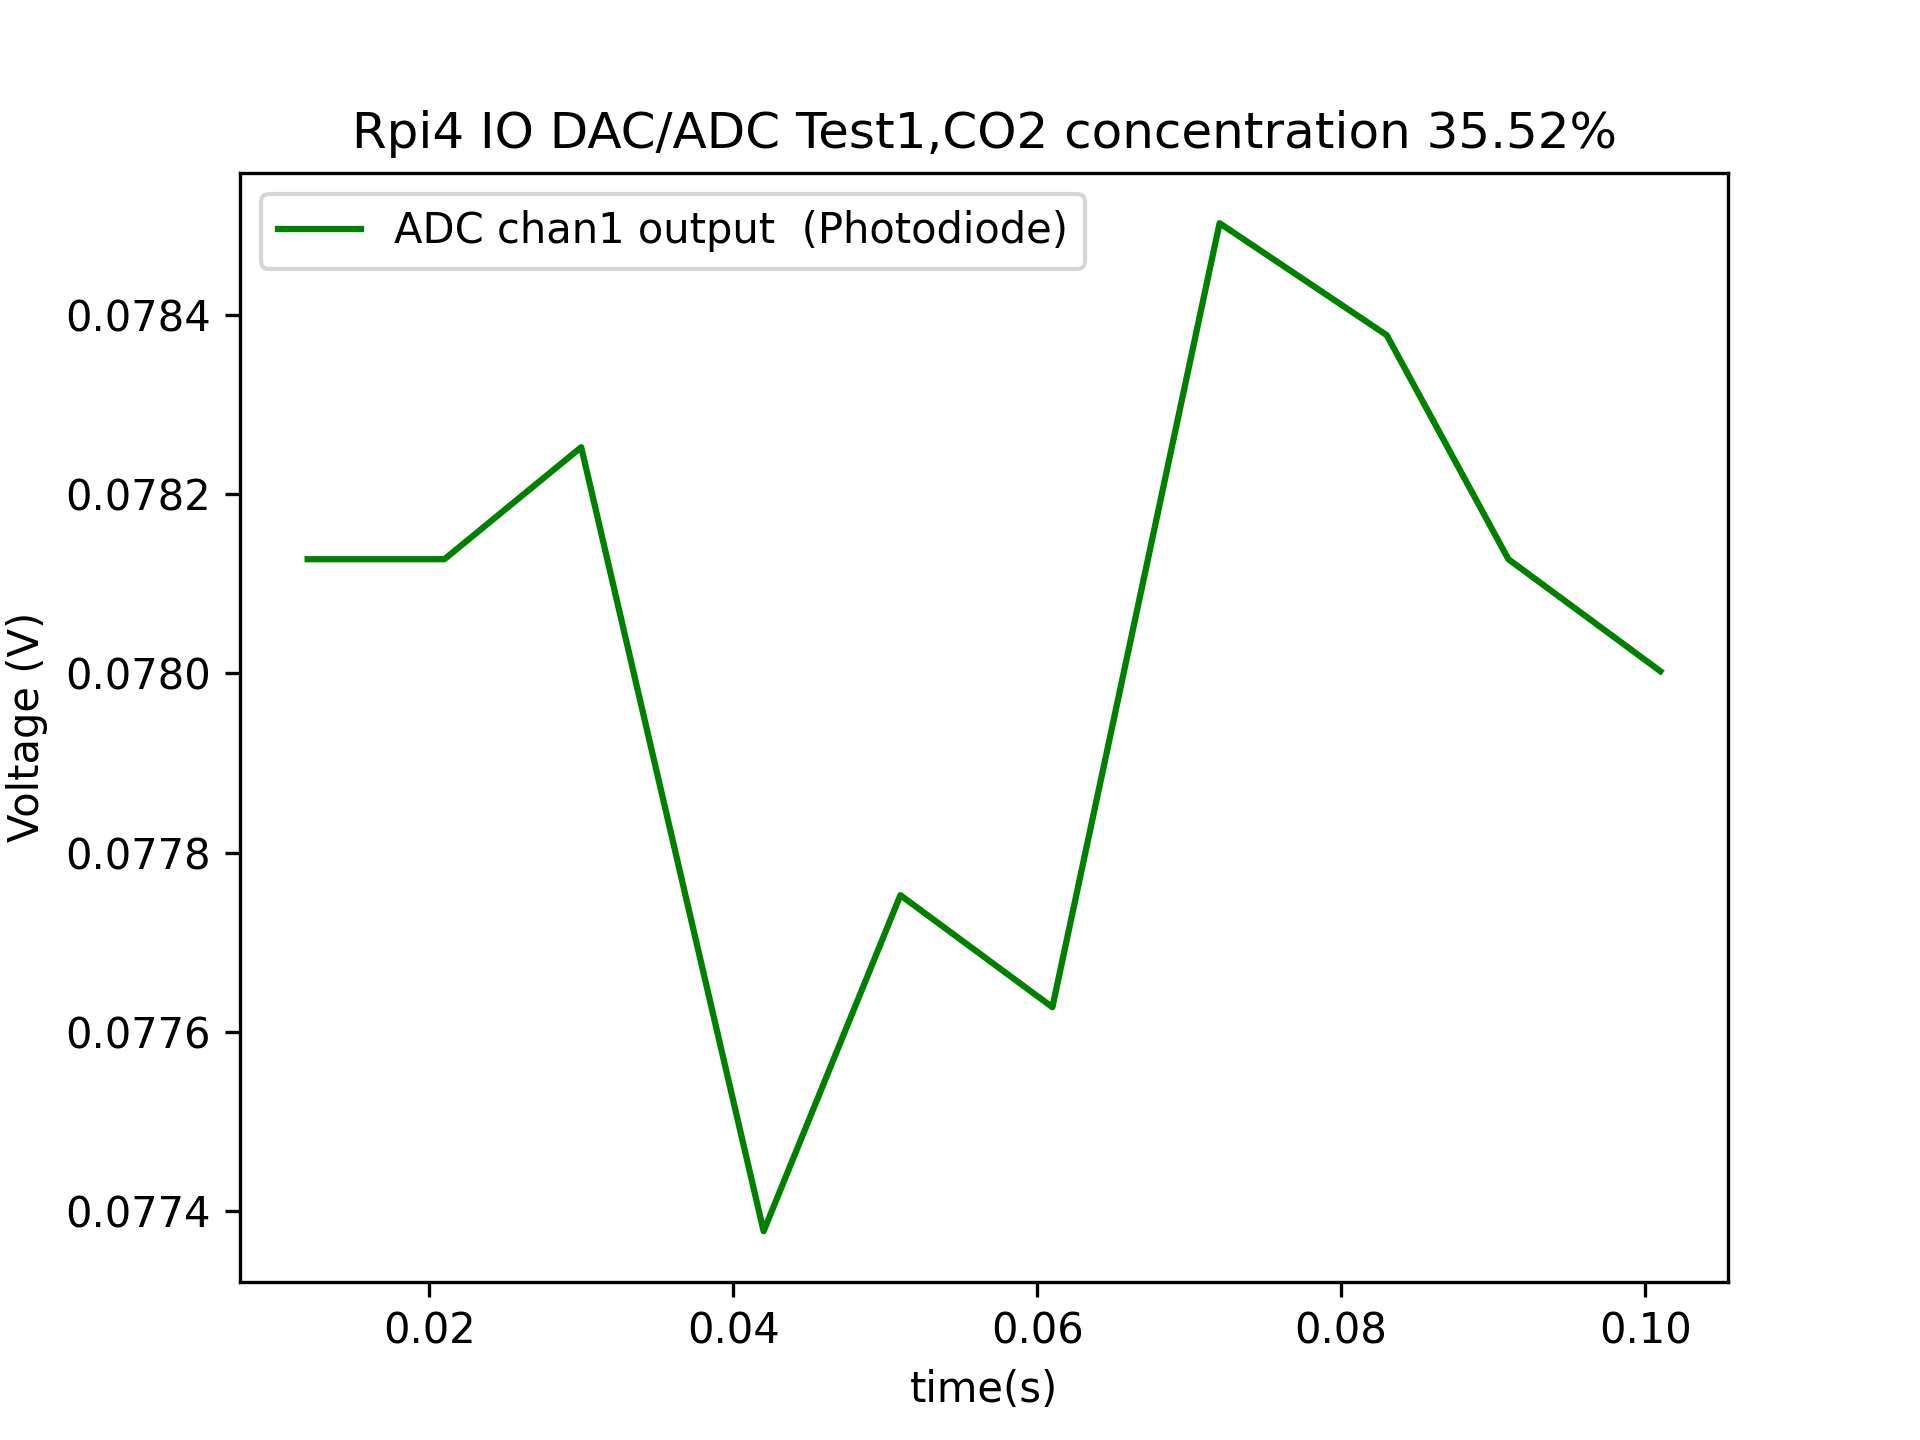 Rpi4 IO DAC/ADC Test1,CO2 concentration 35.52%
ADC chan1 output  (Photodiode)
0.0784
0.0782
0.0780
0.0778
0.0776
0.0774
Voltage (V)
0.02 0.04 0.06 0.08 0.10
time(s)